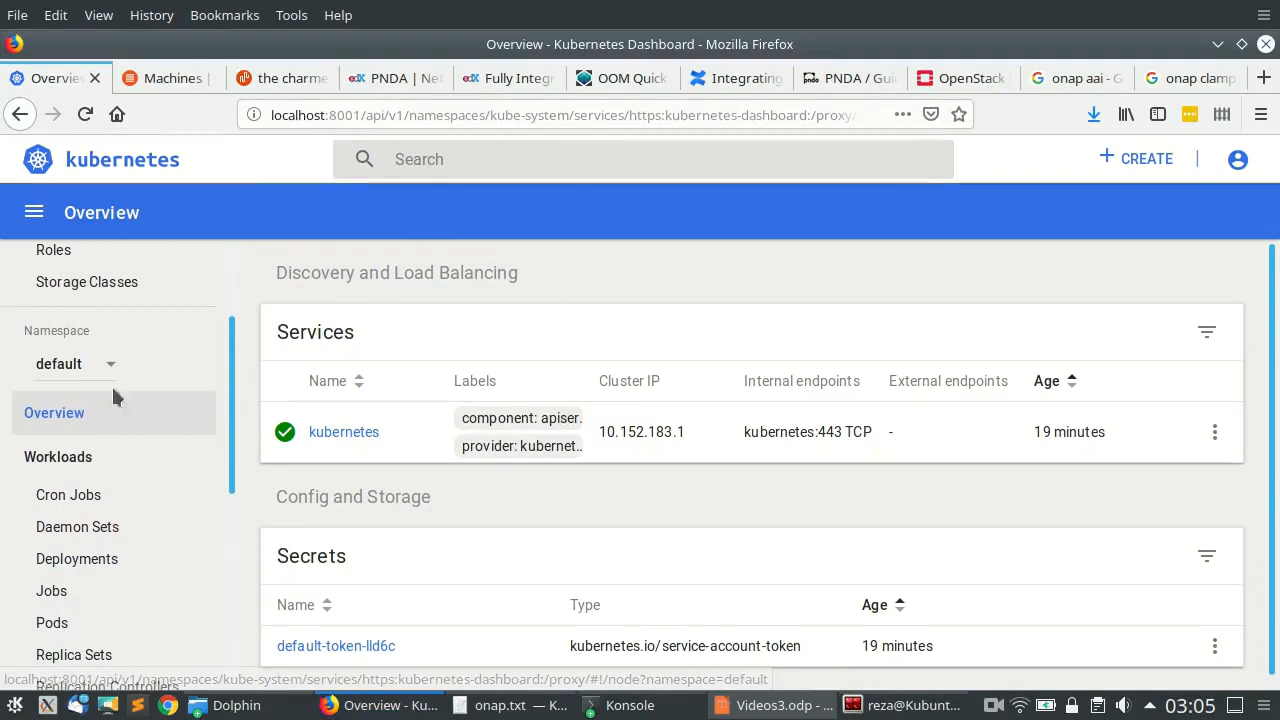 File Edit View History Bookmarks Tools Help
Overview - Kubernetes Dashboard - Mozilla Firefox
Overvie Machines | the charme PNDA | Net Fully Integr OOM Quick Integrating PNDA / Gui OpenStack onap aai - G onap clamp
localhost:8001/api/v1/namespaces/kube-system/services/https:kubernetes-dashboard:/proxy/
kubernetes Search + CREATE
Overview
Roles
Storage Classes
Namespace
default
Overview
Workloads
Cron Jobs
Daemon Sets
Deployments
Jobs
Pods
Replica Sets
Replication Controllers
Discovery and Load Balancing
Services
Name Labels Cluster IP Internal endpoints External endpoints Age
kubernetes component: apiser.. provider: kubernet.. 10.152.183.1 kubernetes:443 TCP - 19 minutes
Config and Storage
Secrets
Name Type Age
default-token-lld6c kubernetes.io/service-account-token 19 minutes
localhost:8001/api/v1/namespaces/kube-system/services/https:kubernetes-dashboard:/proxy/#!/node?namespace=default
Dolphin Overview - Ku... onap.txt — K... Konsole Videos3.odp - ... reza@Kubunt... 03:05